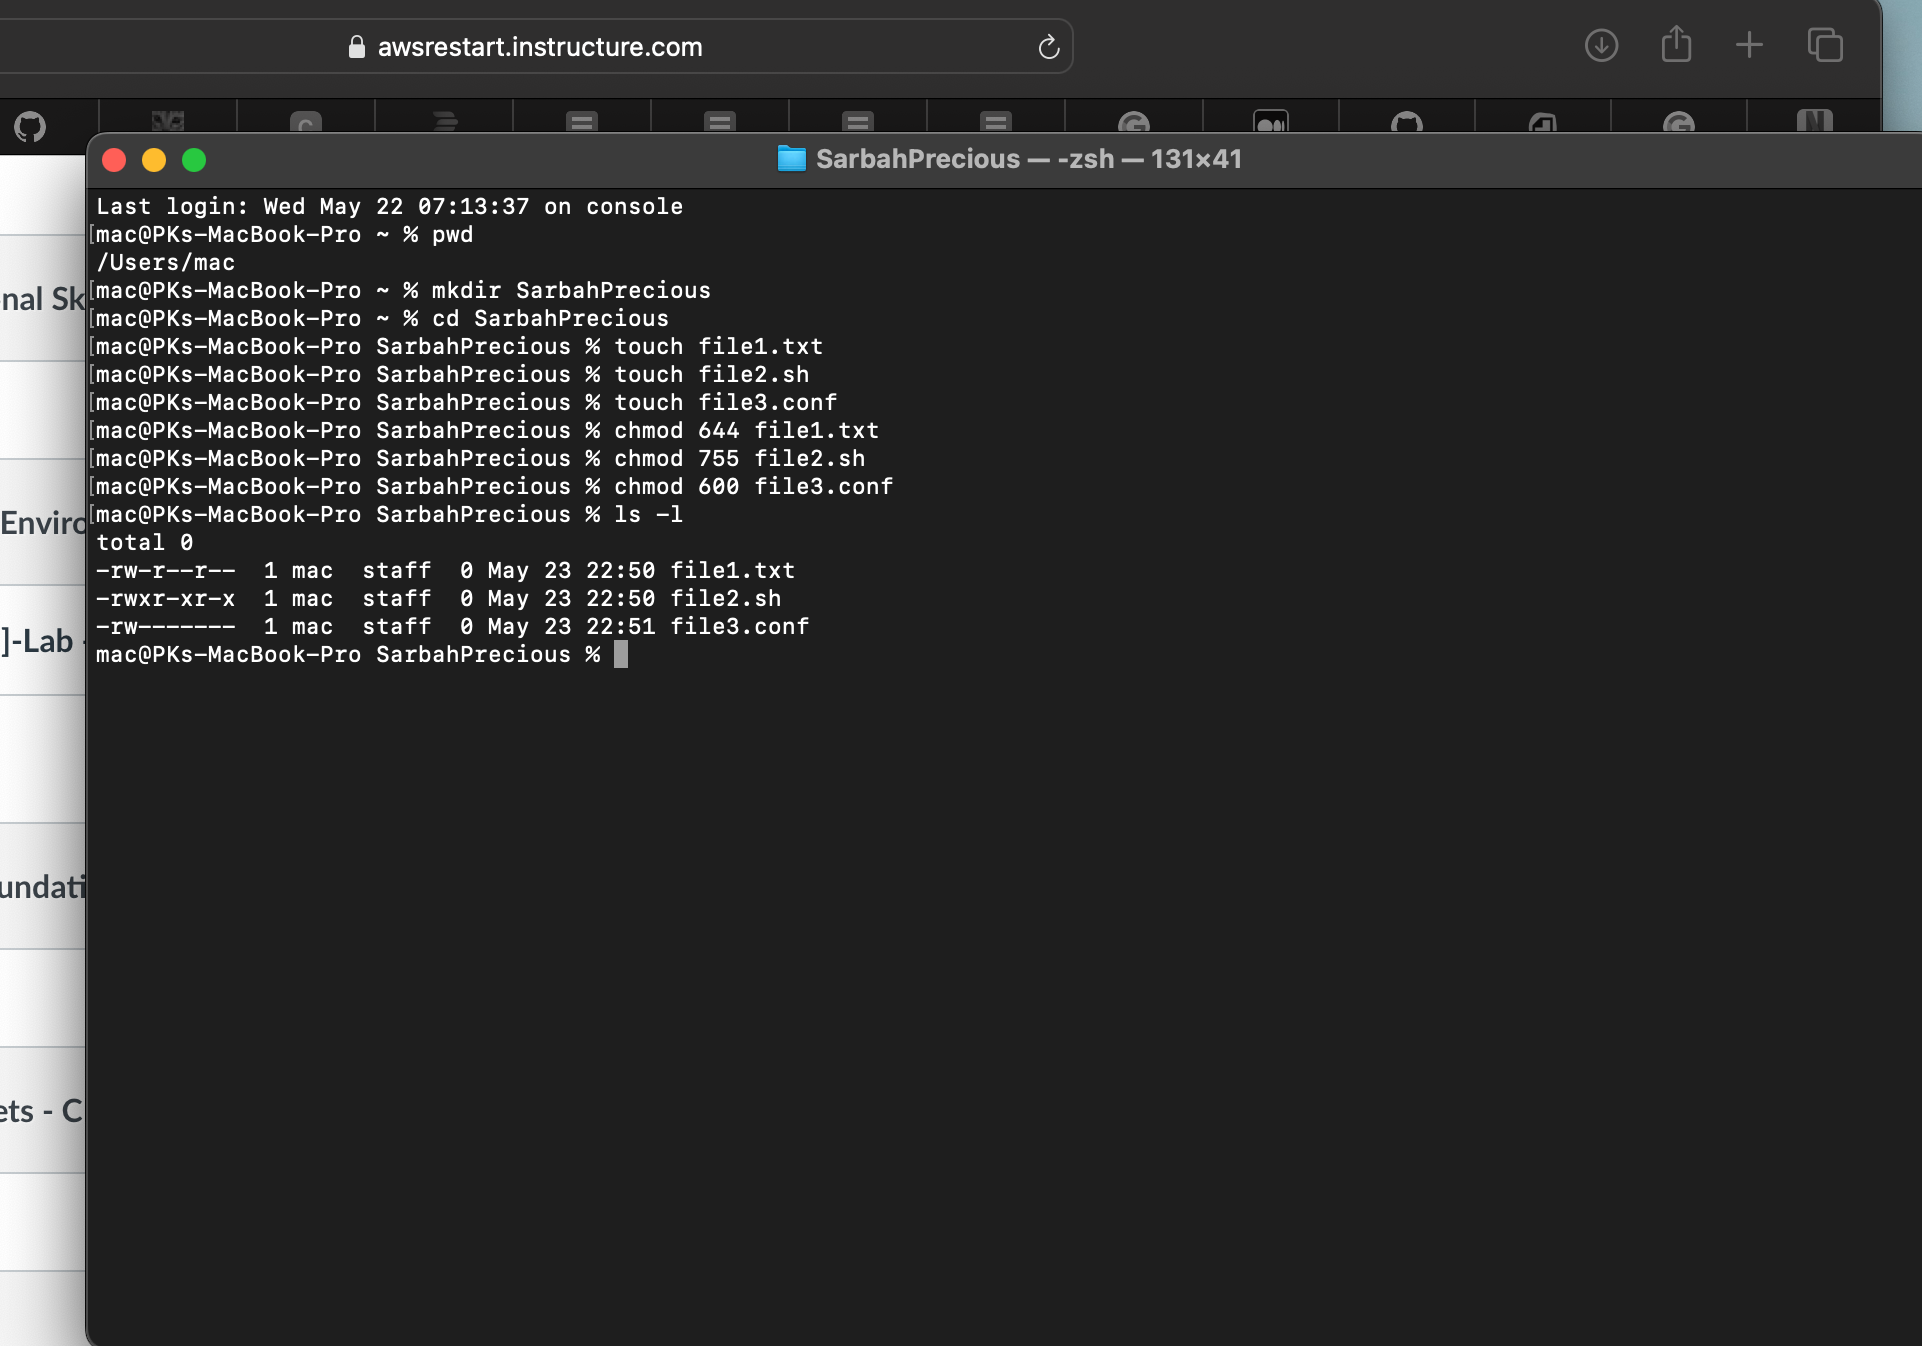 awsrestart.instructure.com
SarbahPrecious — -zsh — 131×41
Last login: Wed May 22 07:13:37 on console
[mac@PKs-MacBook-Pro ~ % pwd
/Users/mac
[mac@PKs-MacBook-Pro ~ % mkdir SarbahPrecious
[mac@PKs-MacBook-Pro ~ % cd SarbahPrecious
[mac@PKs-MacBook-Pro SarbahPrecious % touch file1.txt
[mac@PKs-MacBook-Pro SarbahPrecious % touch file2.sh
[mac@PKs-MacBook-Pro SarbahPrecious % touch file3.conf
[mac@PKs-MacBook-Pro SarbahPrecious % chmod 644 file1.txt
[mac@PKs-MacBook-Pro SarbahPrecious % chmod 755 file2.sh
[mac@PKs-MacBook-Pro SarbahPrecious % chmod 600 file3.conf
[mac@PKs-MacBook-Pro SarbahPrecious % ls -l
total 0
-rw-r--r--  1 mac  staff  0 May 23 22:50 file1.txt
-rwxr-xr-x  1 mac  staff  0 May 23 22:50 file2.sh
-rw-------  1 mac  staff  0 May 23 22:51 file3.conf
mac@PKs-MacBook-Pro SarbahPrecious %
nal Sk
Enviro
]-Lab -
undati
ets - C